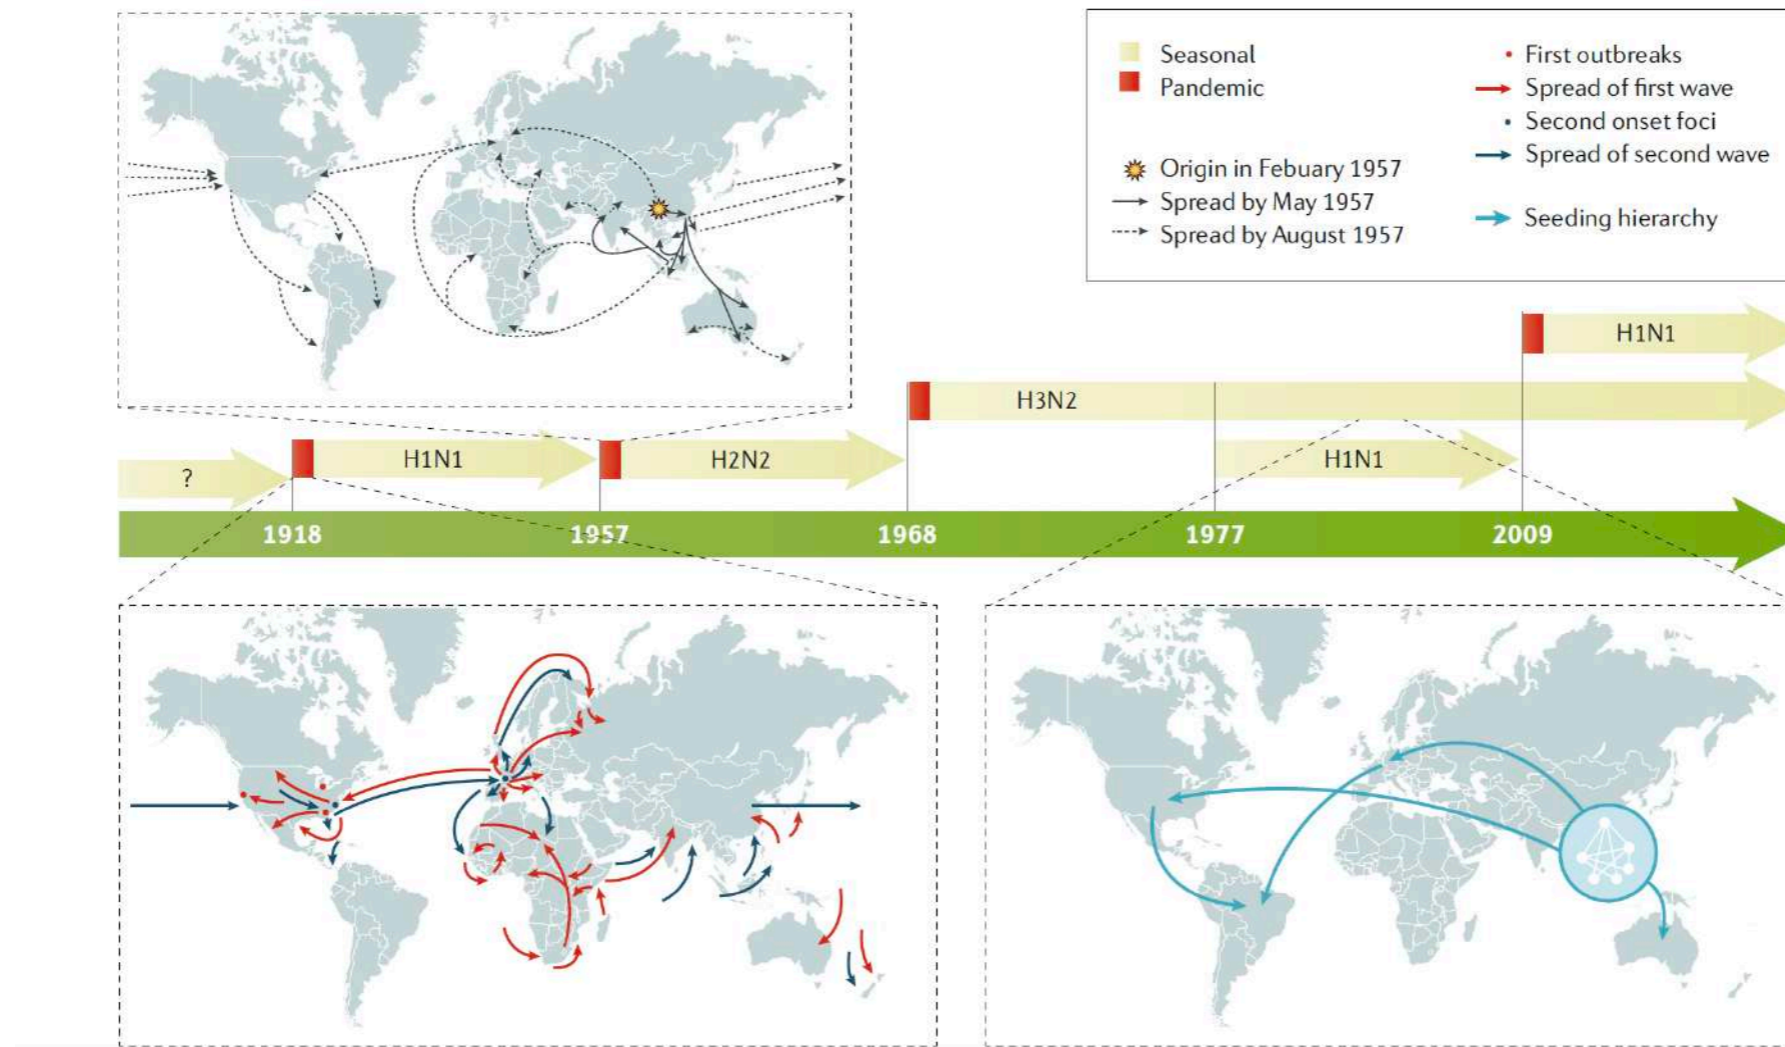 Seasonal
Pandemic
Origin in Febuary 1957
Spread by May 1957
Spread by August 1957
First outbreaks
Spread of first wave
Second onset foci
Spread of second wave
Seeding hierarchy
H1N1
H3N2
?
H1N1
H2N2
H1N1
1918
1957
1968
1977
2009